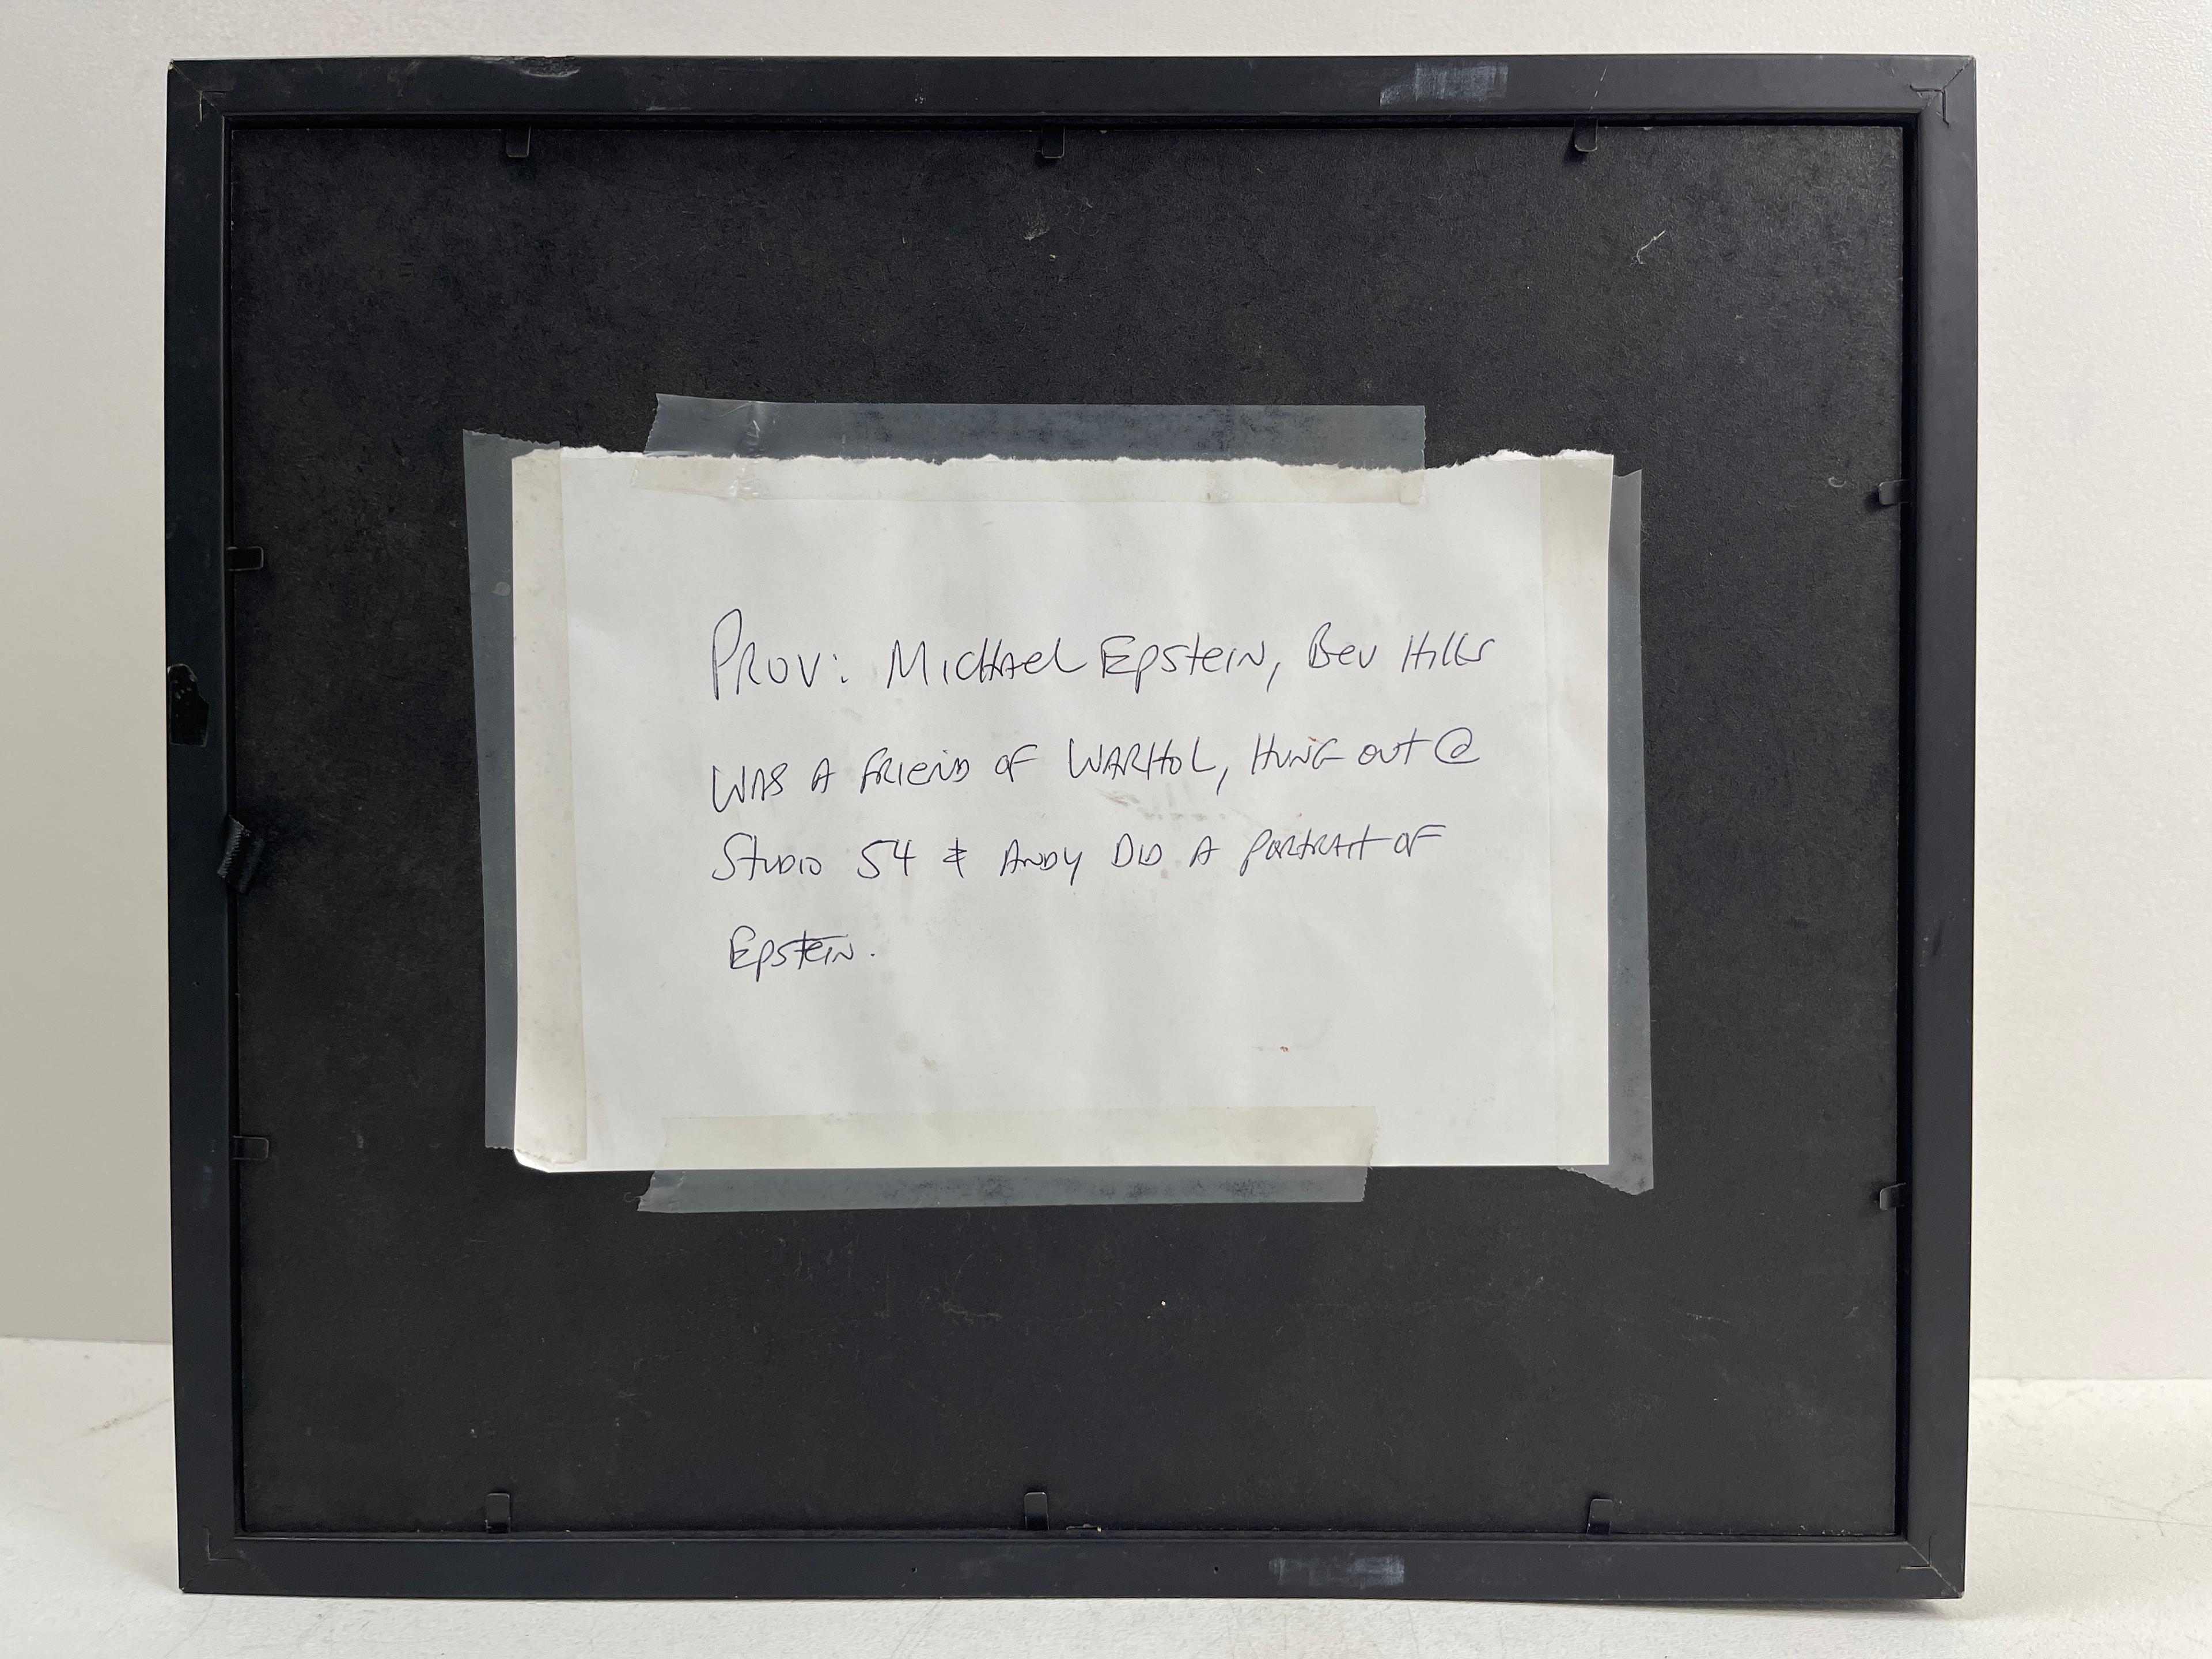 PROV: MICHAEL EPSTEIN, BEV HILLS
WAS A FRIEND OF WARHOL, HUNG OUT @
STUDIO 54 & ANDY DID A PORTRAIT OF
EPSTEIN.